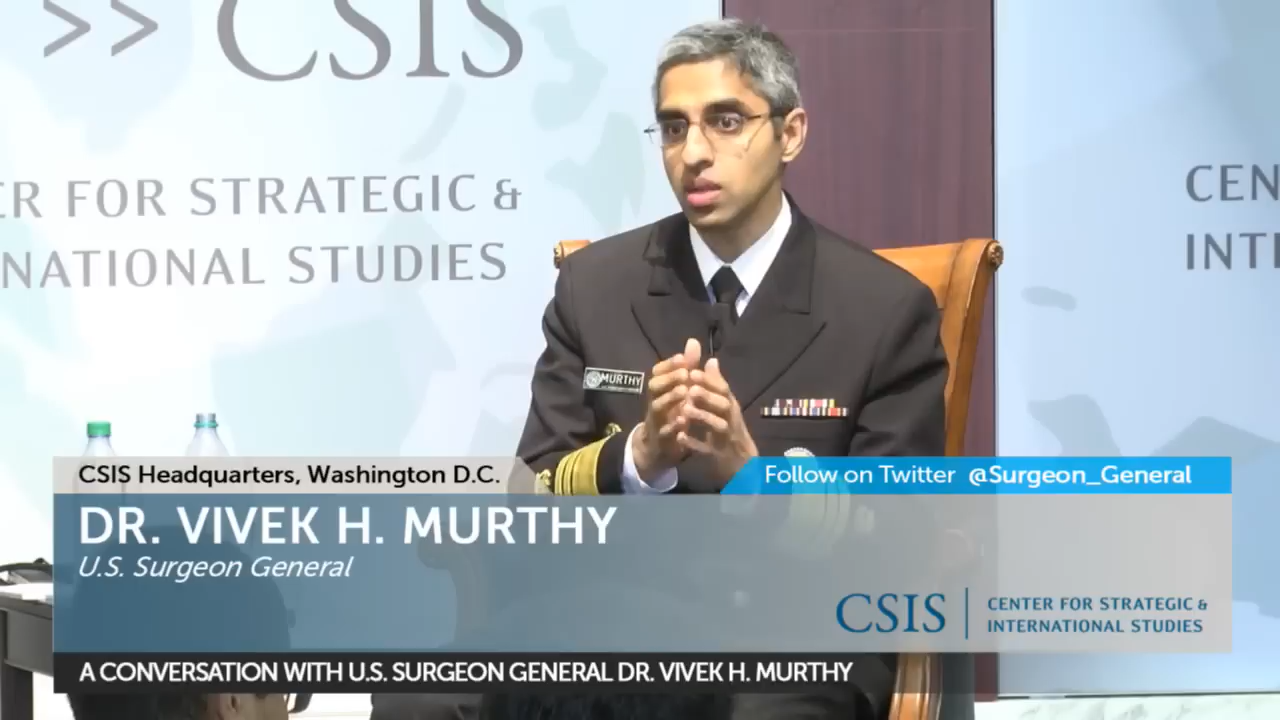 >> CSIS
ER FOR STRATEGIC &
NATIONAL STUDIES
CEN
INT
MURTHY
CSIS Headquarters, Washington D.C.
Follow on Twitter @Surgeon_General
DR. VIVEK H. MURTHY
U.S. Surgeon General
CSIS
CENTER FOR STRATEGIC &
INTERNATIONAL STUDIES
A CONVERSATION WITH U.S. SURGEON GENERAL DR. VIVEK H. MURTHY